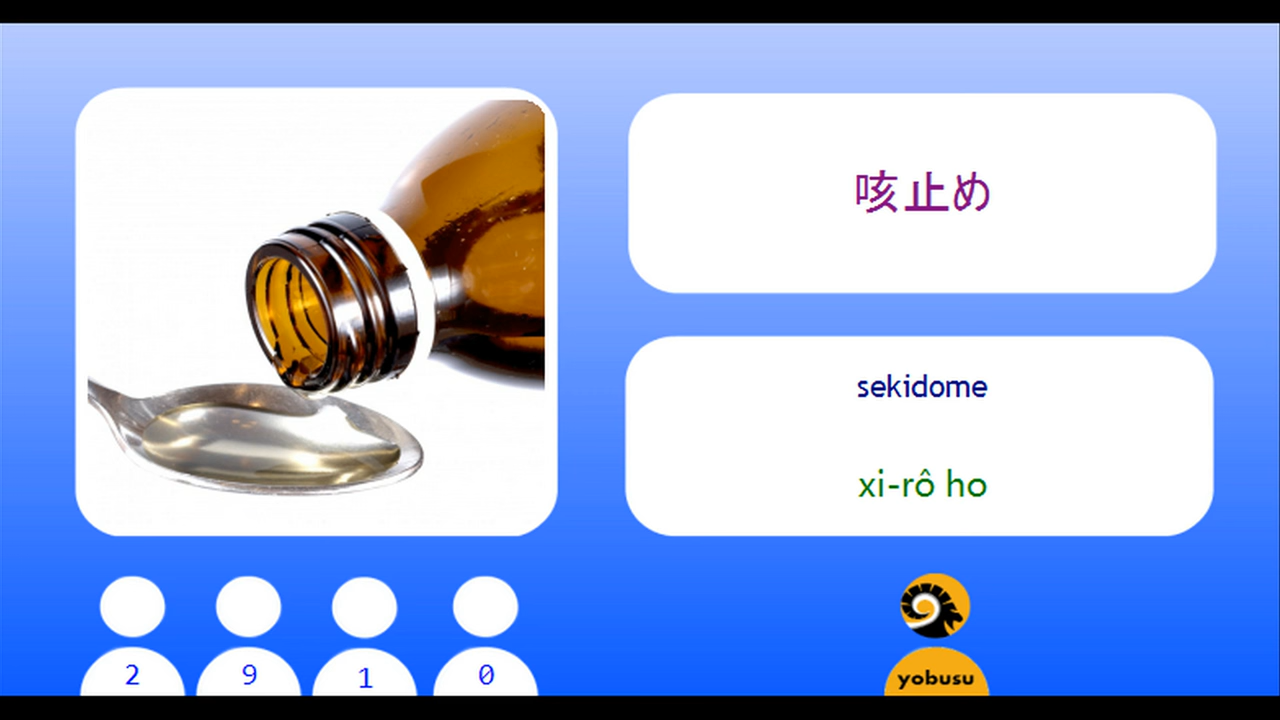 咳止め
sekidome
xi-rô ho
2 9 1 0
yobusu